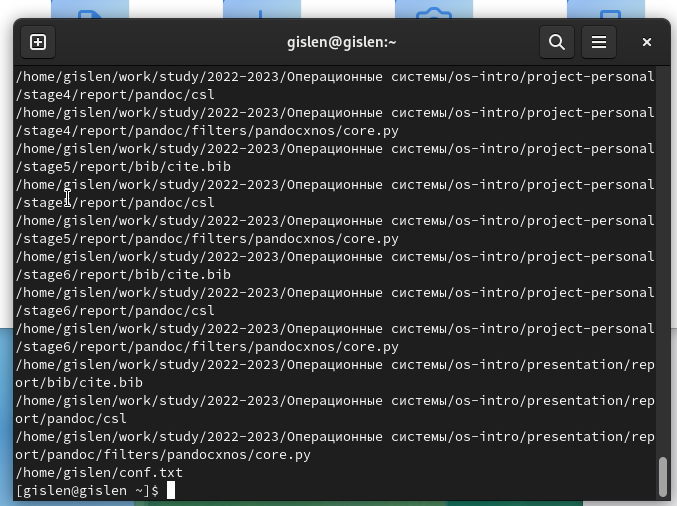 gislen@gislen:~
/home/gislen/work/study/2022-2023/Операционные системы/os-intro/project-personal
/stage4/report/pandoc/csl
/home/gislen/work/study/2022-2023/Операционные системы/os-intro/project-personal
/stage4/report/pandoc/filters/pandocxnos/core.py
/home/gislen/work/study/2022-2023/Операционные системы/os-intro/project-personal
/stage5/report/bib/cite.bib
/home/gislen/work/study/2022-2023/Операционные системы/os-intro/project-personal
/stage5/report/pandoc/csl
/home/gislen/work/study/2022-2023/Операционные системы/os-intro/project-personal
/stage5/report/pandoc/filters/pandocxnos/core.py
/home/gislen/work/study/2022-2023/Операционные системы/os-intro/project-personal
/stage6/report/bib/cite.bib
/home/gislen/work/study/2022-2023/Операционные системы/os-intro/project-personal
/stage6/report/pandoc/csl
/home/gislen/work/study/2022-2023/Операционные системы/os-intro/project-personal
/stage6/report/pandoc/filters/pandocxnos/core.py
/home/gislen/work/study/2022-2023/Операционные системы/os-intro/presentation/rep
ort/bib/cite.bib
/home/gislen/work/study/2022-2023/Операционные системы/os-intro/presentation/rep
ort/pandoc/csl
/home/gislen/work/study/2022-2023/Операционные системы/os-intro/presentation/rep
ort/pandoc/filters/pandocxnos/core.py
/home/gislen/conf.txt
[gislen@gislen ~]$